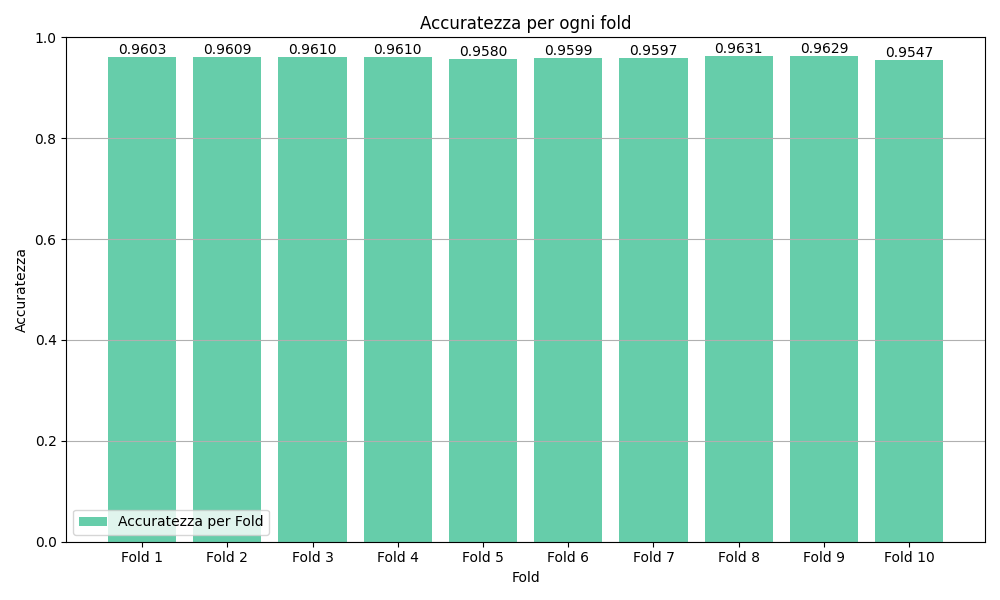 Accuratezza per ogni fold
1.0
0.9603 0.9609 0.9610 0.9610 0.9580 0.9599 0.9597 0.9631 0.9629 0.9547
0.8
0.6
Accuratezza
0.4
0.2
Accuratezza per Fold
0.0
Fold 1 Fold 2 Fold 3 Fold 4 Fold 5 Fold 6 Fold 7 Fold 8 Fold 9 Fold 10
Fold